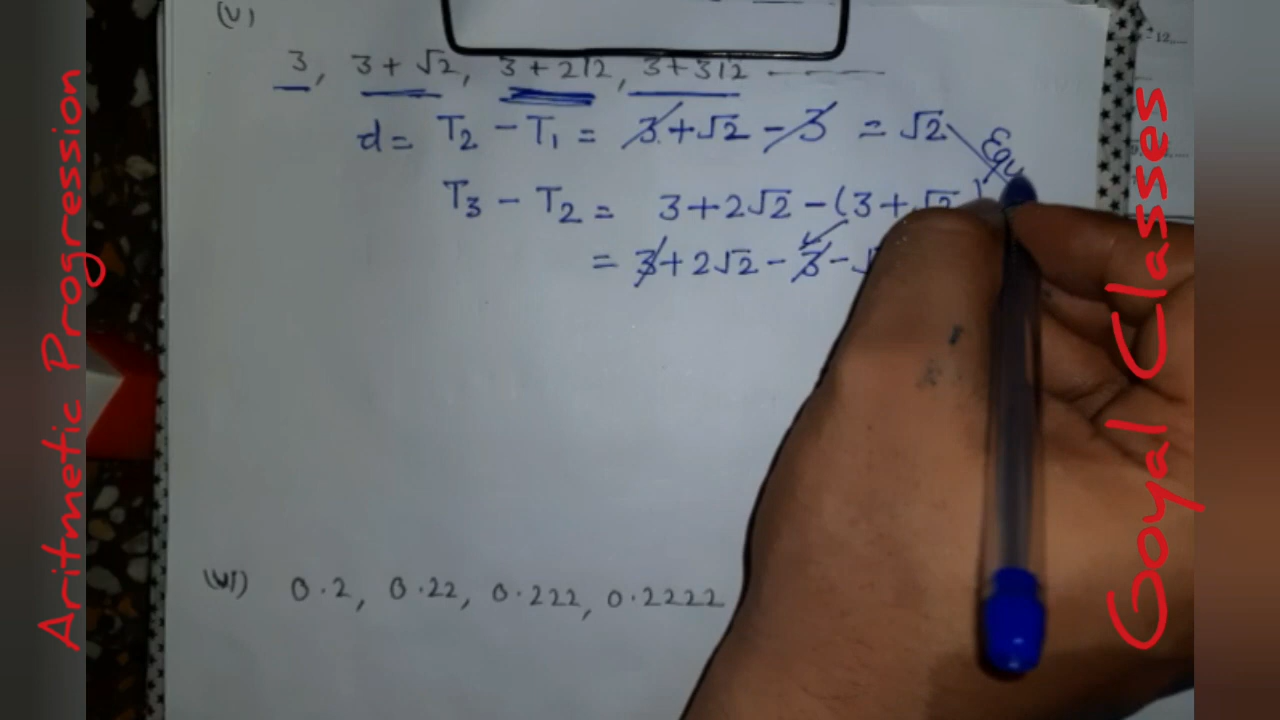 (v)
3, 3 + √2, 3 + 2√2, 3 + 3√2
d = T₂ - T₁ = 3 + √2 - 3 = √2
Equ
T₃ - T₂ = 3 + 2√2 - (3 + √2)
= 3 + 2√2 - 3 - √
(vi) 0.2, 0.22, 0.222, 0.2222
Aritmetic Progression
Goyal Classes